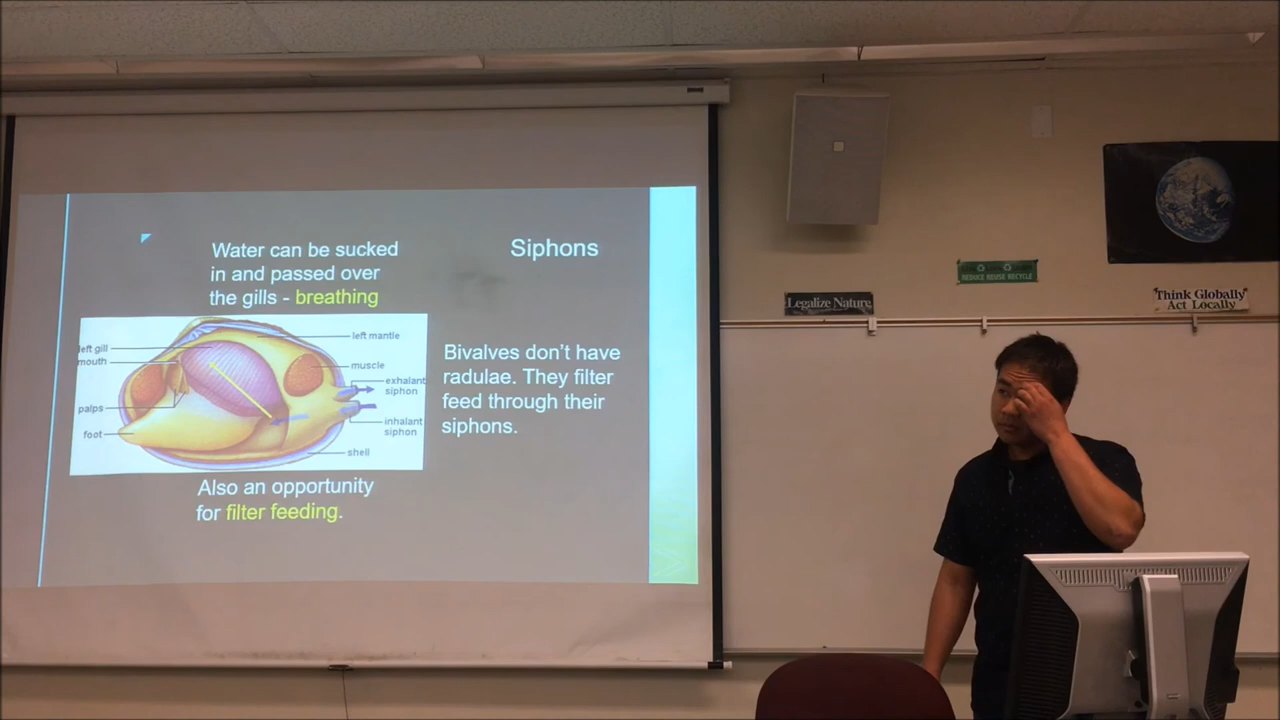 Water can be sucked
in and passed over
the gills - breathing
Siphons
left gill
mouth
palps
foot
left mantle
muscle
exhalant
siphon
inhalant
siphon
shell
Bivalves don't have
radulae. They filter
feed through their
siphons.
Also an opportunity
for filter feeding.
Legalize Nature
REDUCE REUSE RECYCLE
Think Globally
Act Locally